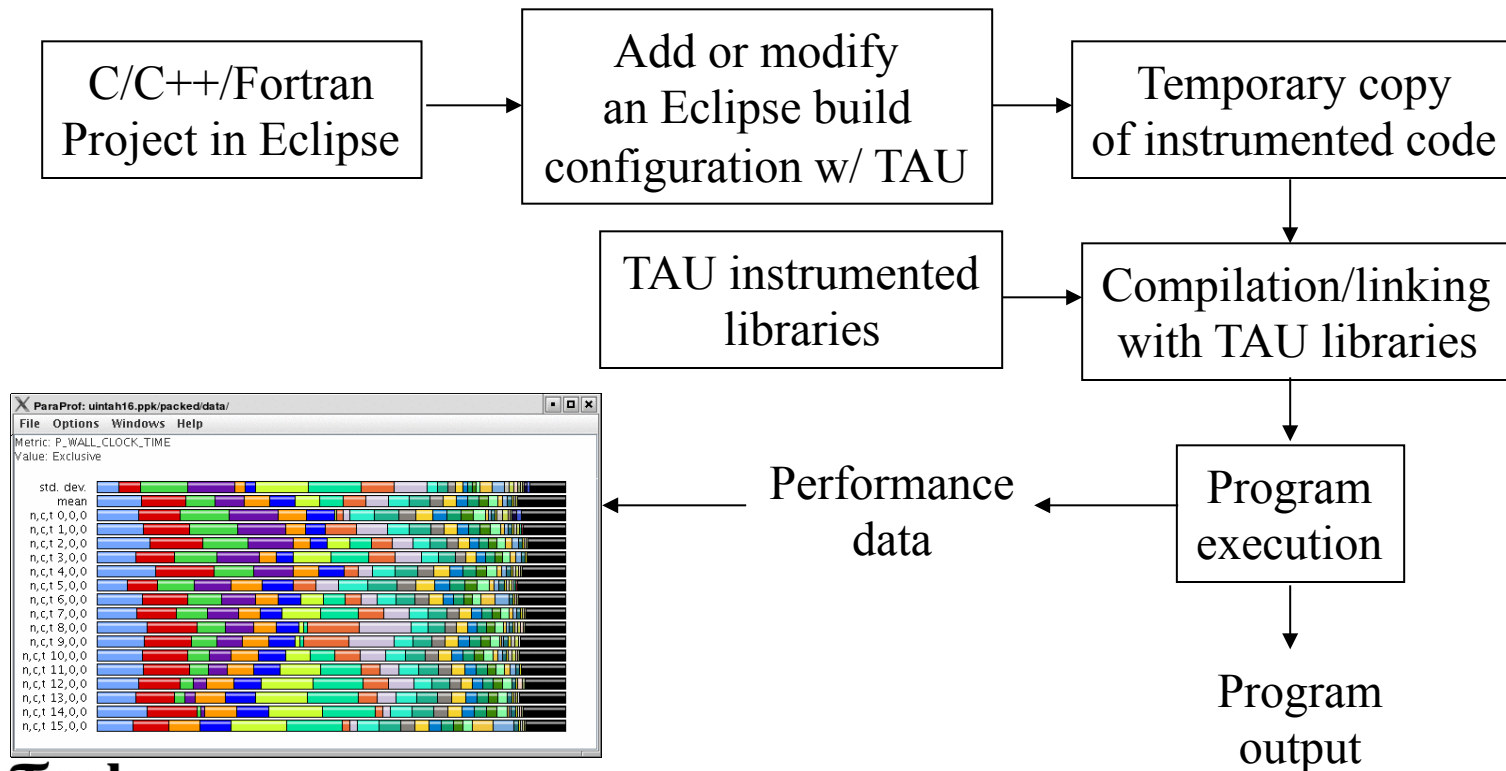 C/C++/Fortran
Project in Eclipse
Add or modify
an Eclipse build
configuration w/ TAU
Temporary copy
of instrumented code
TAU instrumented
libraries
Compilation/linking
with TAU libraries
ParaProf: uintah16.ppk/packed/data/
File Options Windows Help
Metric: P_WALL_CLOCK_TIME
Value: Exclusive
std. dev.
mean
n,c,t 0,0,0
n,c,t 1,0,0
n,c,t 2,0,0
n,c,t 3,0,0
n,c,t 4,0,0
n,c,t 5,0,0
n,c,t 6,0,0
n,c,t 7,0,0
n,c,t 8,0,0
n,c,t 9,0,0
n,c,t 10,0,0
n,c,t 11,0,0
n,c,t 12,0,0
n,c,t 13,0,0
n,c,t 14,0,0
n,c,t 15,0,0
Performance
data
Program
execution
Program
output